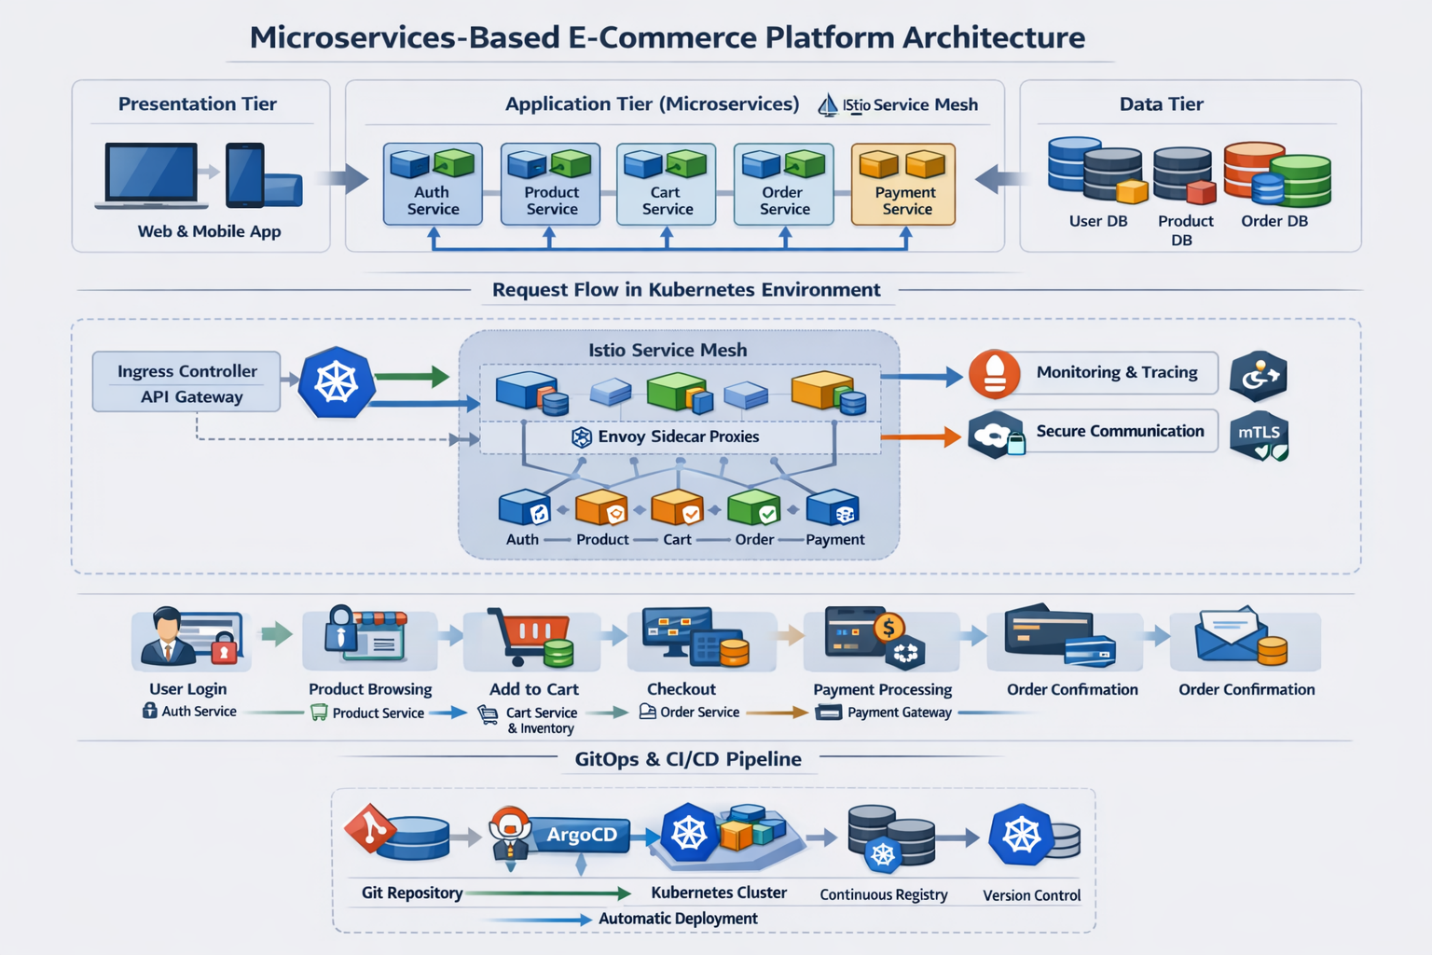 Microservices-Based E-Commerce Platform Architecture
Presentation Tier
Web & Mobile App
Application Tier (Microservices)
IStio Service Mesh
Auth
Service
Product
Service
Cart
Service
Order
Service
Payment
Service
Data Tier
User DB
Product
DB
Order DB
Request Flow in Kubernetes Environment
Ingress Controller
API Gateway
Istio Service Mesh
Envoy Sidecar Proxies
Auth
Product
Cart
Order
Payment
Monitoring & Tracing
Secure Communication
mTLS
User Login
Product Browsing
Add to Cart
Checkout
Payment Processing
Order Confirmation
Order Confirmation
Auth Service
Product Service
Cart Service
& Inventory
Order Service
Payment Gateway
GitOps & CI/CD Pipeline
ArgoCD
Git Repository
Kubernetes Cluster
Continuous Registry
Version Control
Automatic Deployment